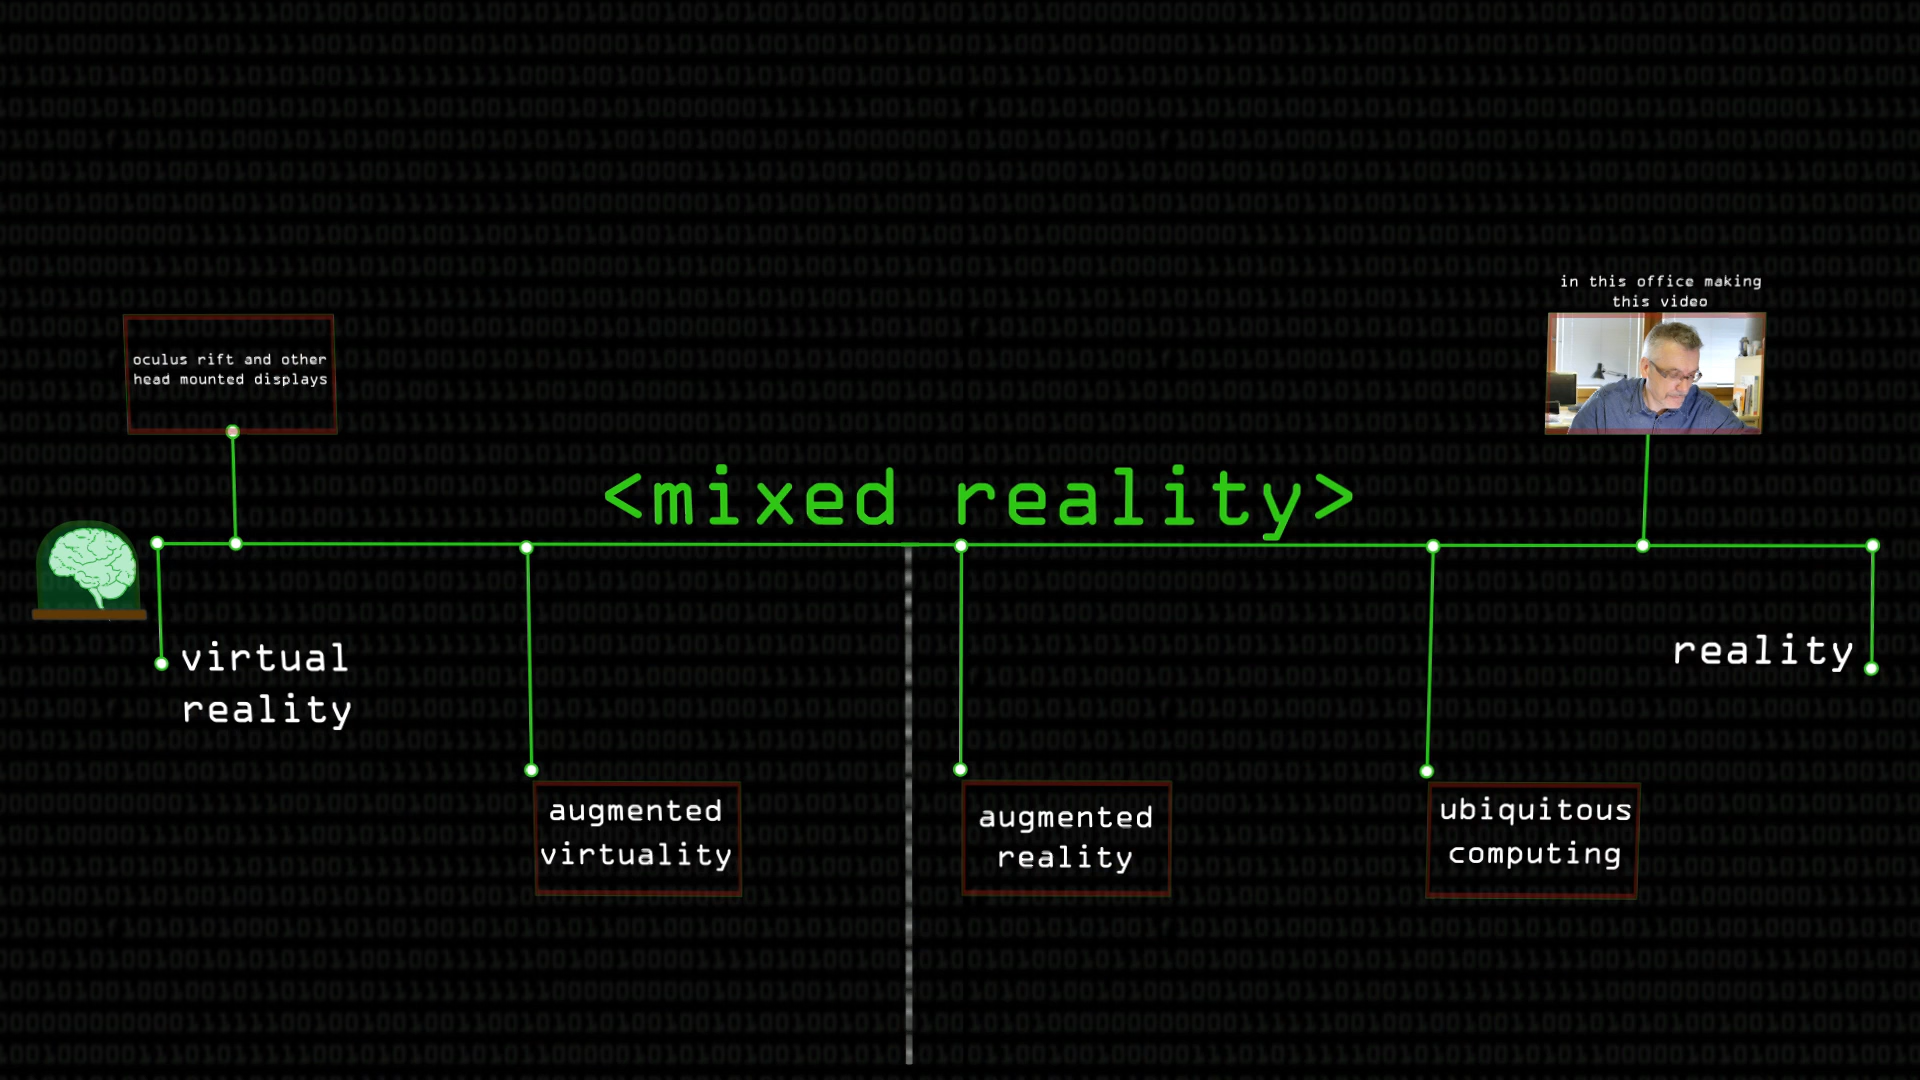 in this office making
this video
oculus rift and other
head mounted displays
<mixed reality>
virtual
reality
reality
augmented
virtuality
augmented
reality
ubiquitous
computing